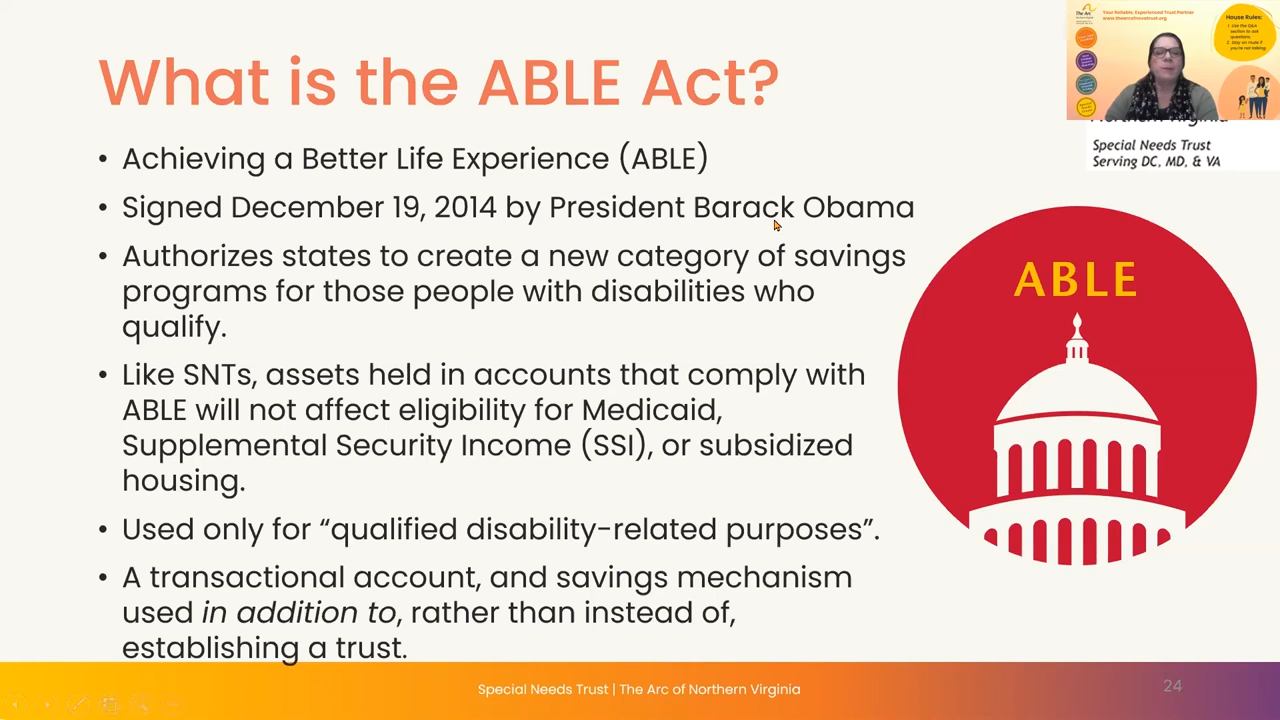 What is the ABLE Act?
• Achieving a Better Life Experience (ABLE)
• Signed December 19, 2014 by President Barack Obama
• Authorizes states to create a new category of savings
programs for those people with disabilities who
qualify.
• Like SNTs, assets held in accounts that comply with
ABLE will not affect eligibility for Medicaid,
Supplemental Security Income (SSI), or subsidized
housing.
• Used only for “qualified disability-related purposes”.
• A transactional account, and savings mechanism
used in addition to, rather than instead of,
establishing a trust.
The Arc
Your Reliable, Experienced Trust Partner
www.thearcofnovatrust.org
House Rules:
1. Use the Q&A
section to ask
questions.
2. Stay on mute if
you're not talking.
Northern Virginia
Special Needs Trust
Serving DC, MD, & VA
ABLE
Special Needs Trust | The Arc of Northern Virginia
24